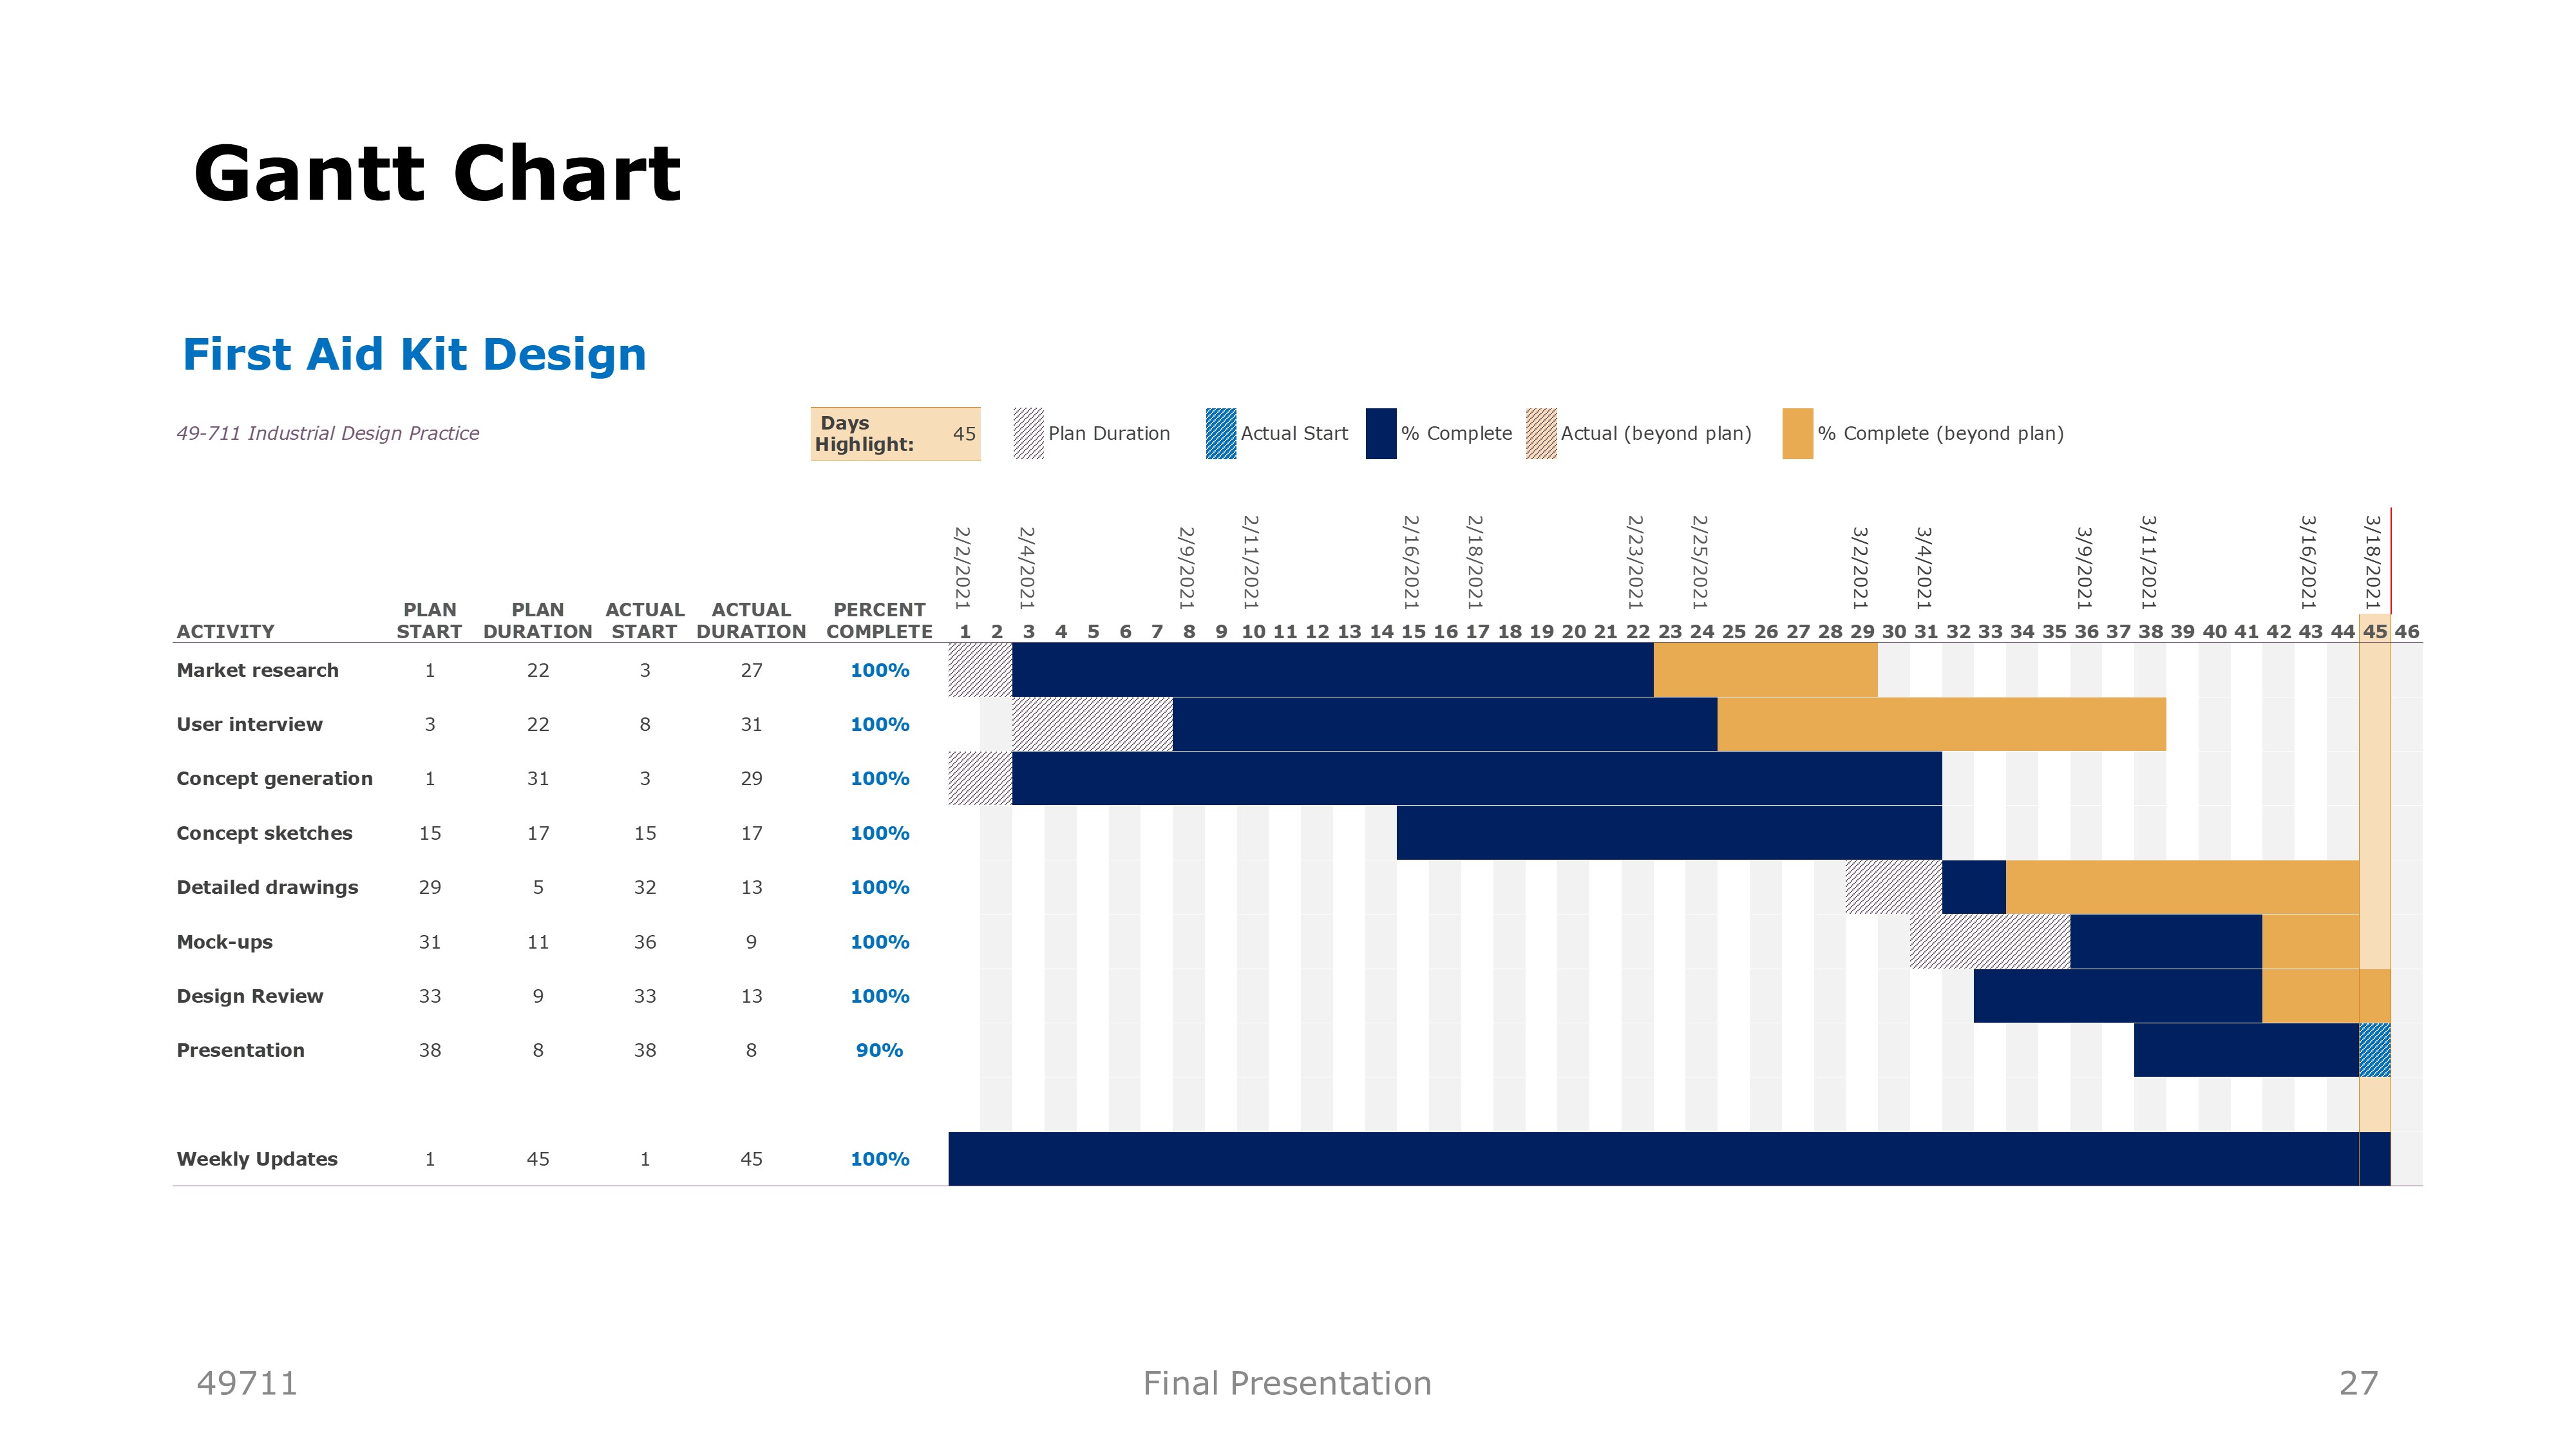 Gantt Chart
First Aid Kit Design
49-711 Industrial Design Practice
Days Highlight: 45
Plan Duration
Actual Start
% Complete
Actual (beyond plan)
% Complete (beyond plan)
2/2/2021 2/4/2021 2/9/2021 2/11/2021 2/16/2021 2/18/2021 2/23/2021 2/25/2021 3/2/2021 3/4/2021 3/9/2021 3/11/2021 3/16/2021 3/18/2021
ACTIVITY PLAN START PLAN DURATION ACTUAL START ACTUAL DURATION PERCENT COMPLETE 1 2 3 4 5 6 7 8 9 10 11 12 13 14 15 16 17 18 19 20 21 22 23 24 25 26 27 28 29 30 31 32 33 34 35 36 37 38 39 40 41 42 43 44 45 46
Market research 1 22 3 27 100%
User interview 3 22 8 31 100%
Concept generation 1 31 3 29 100%
Concept sketches 15 17 15 17 100%
Detailed drawings 29 5 32 13 100%
Mock-ups 31 11 36 9 100%
Design Review 33 9 33 13 100%
Presentation 38 8 38 8 90%
Weekly Updates 1 45 1 45 100%
49711 Final Presentation 27